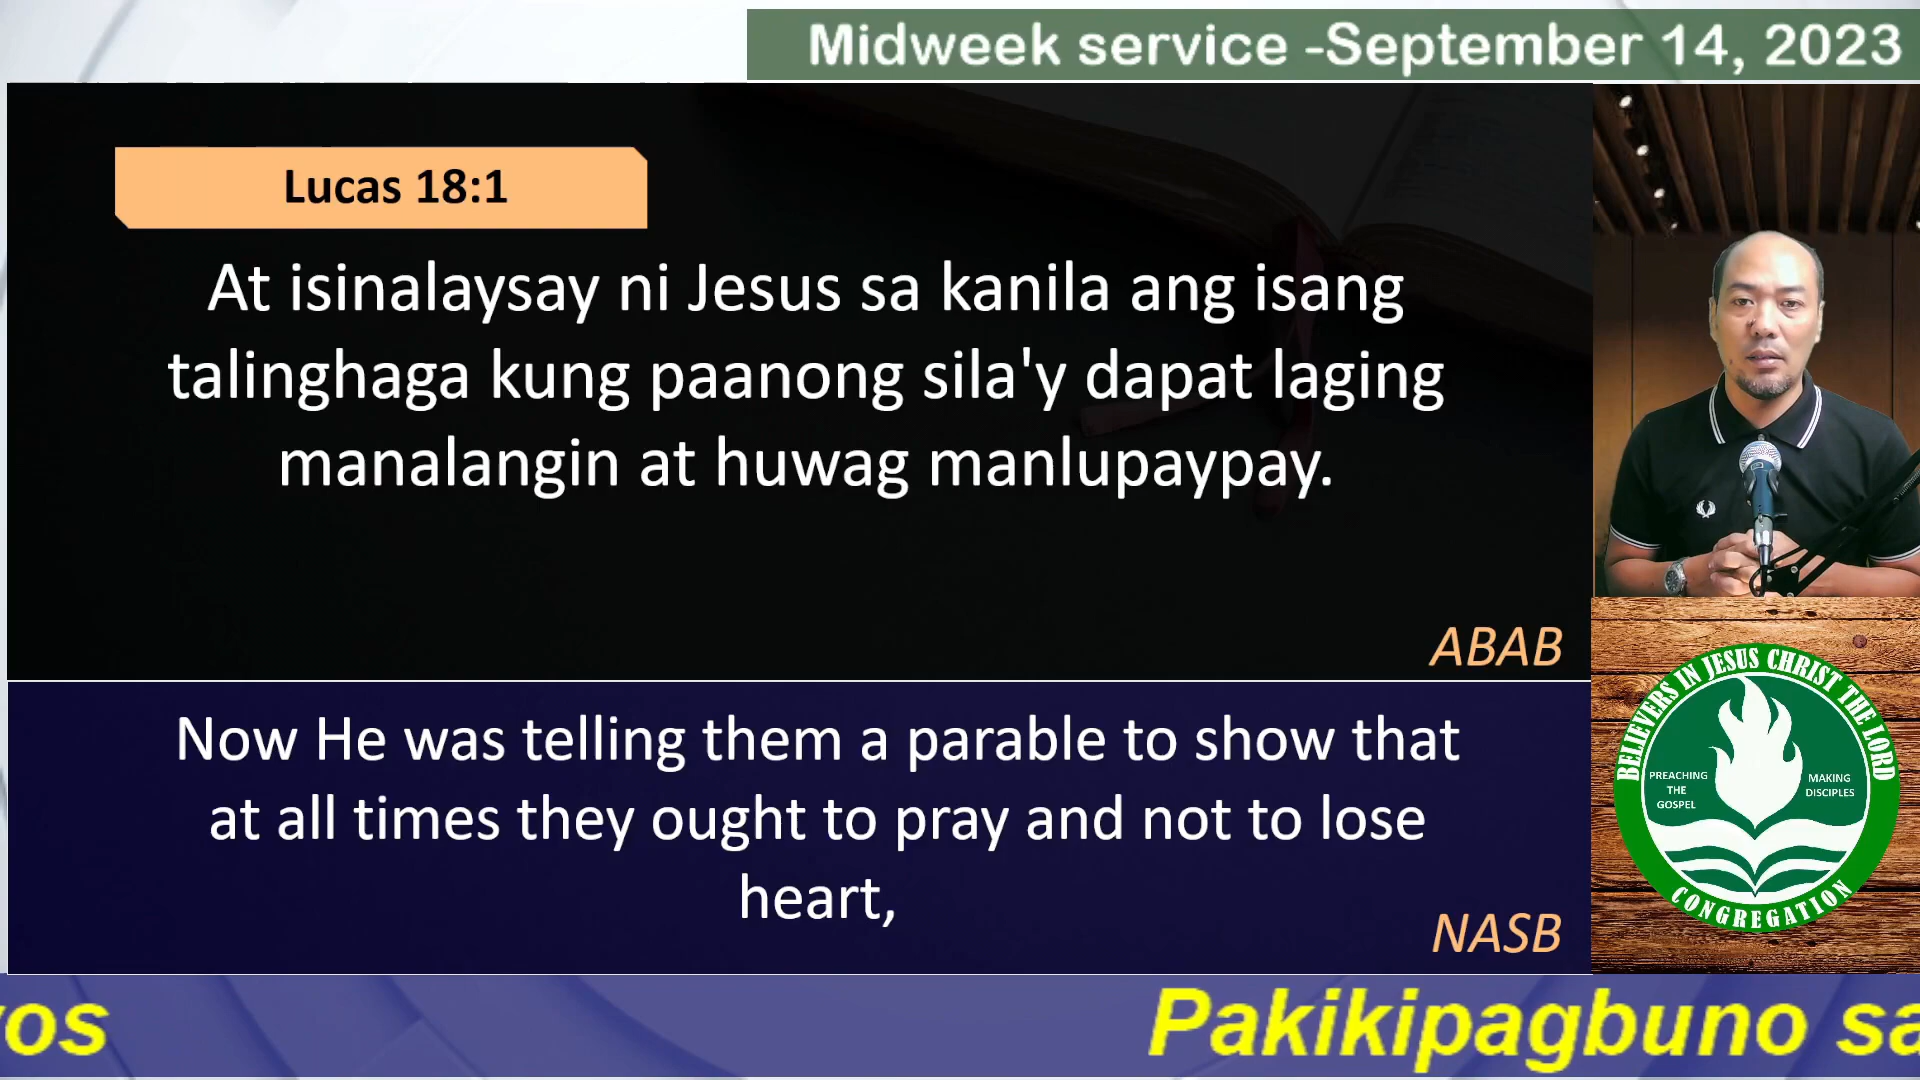 Midweek service -September 14, 2023
Lucas 18:1
At isinalaysay ni Jesus sa kanila ang isang
talinghaga kung paanong sila'y dapat laging
manalangin at huwag manlupaypay.
ABAB
Now He was telling them a parable to show that
at all times they ought to pray and not to lose
heart,
NASB
BELIEVERS IN JESUS CHRIST THE LORD
PREACHING
THE
GOSPEL
MAKING
DISCIPLES
CONGREGATION
Pakikipagbuno sa